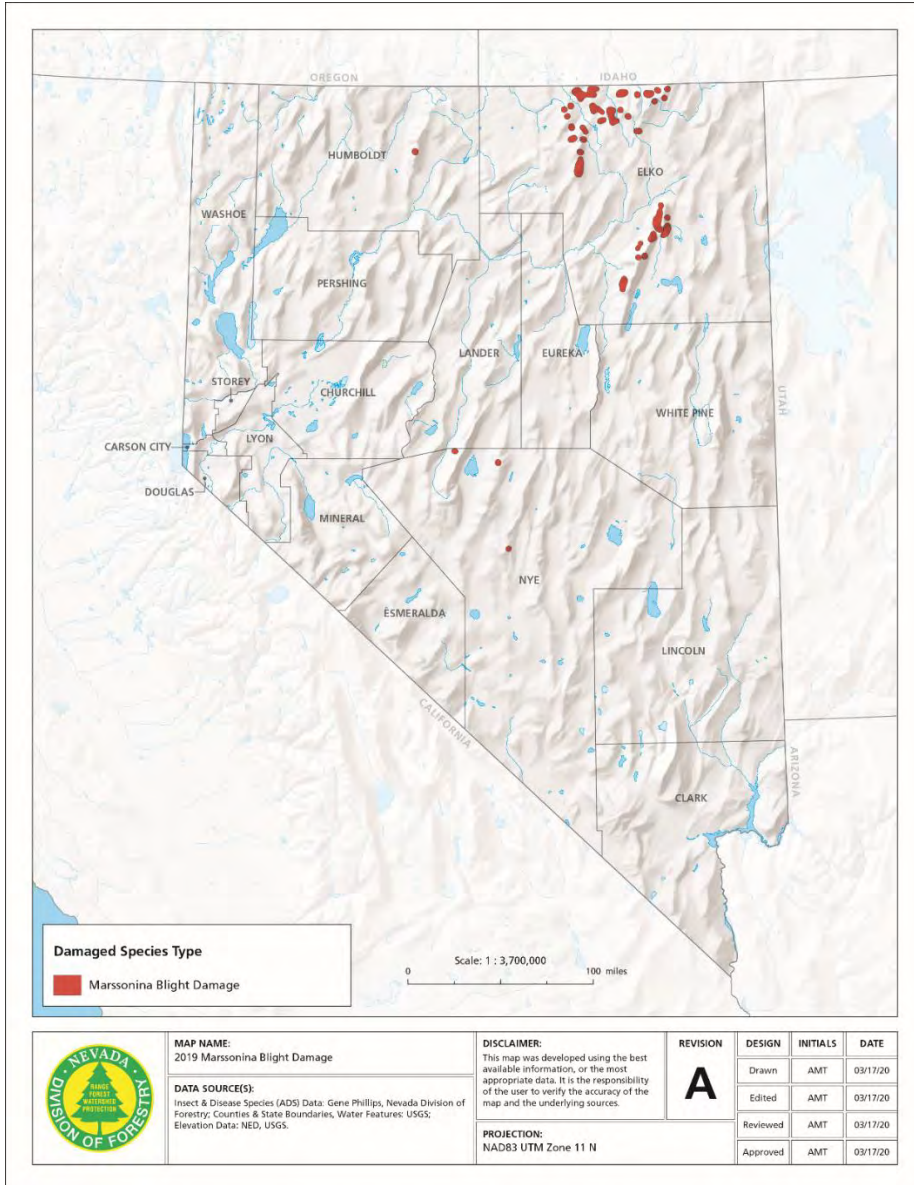 OREGON
IDAHO
HUMBOLDT
ELKO
WASHOE
PERSHING
LANDER
EUREKA
STOREY
CHURCHILL
WHITE PINE
UTAH
CARSON CITY
LYON
DOUGLAS
MINERAL
NYE
ESMERALDA
LINCOLN
CALIFORNIA
ARIZONA
CLARK
Damaged Species Type
Marssonina Blight Damage
Scale: 1 : 3,700,000
0 100 miles
NEVADA
DIVISION OF FORESTRY
RANGE
FOREST
WATERSHED
PROTECTION
MAP NAME:
2019 Marssonina Blight Damage
DATA SOURCE(S):
Insect & Disease Species (ADS) Data: Gene Phillips, Nevada Division of
Forestry; Counties & State Boundaries, Water Features: USGS;
Elevation Data: NED, USGS.
DISCLAIMER:
This map was developed using the best
available information, or the most
appropriate data. It is the responsibility
of the user to verify the accuracy of the
map and the underlying sources.
PROJECTION:
NAD83 UTM Zone 11 N
REVISION
A
DESIGN INITIALS DATE
Drawn AMT 03/17/20
Edited AMT 03/17/20
Reviewed AMT 03/17/20
Approved AMT 03/17/20